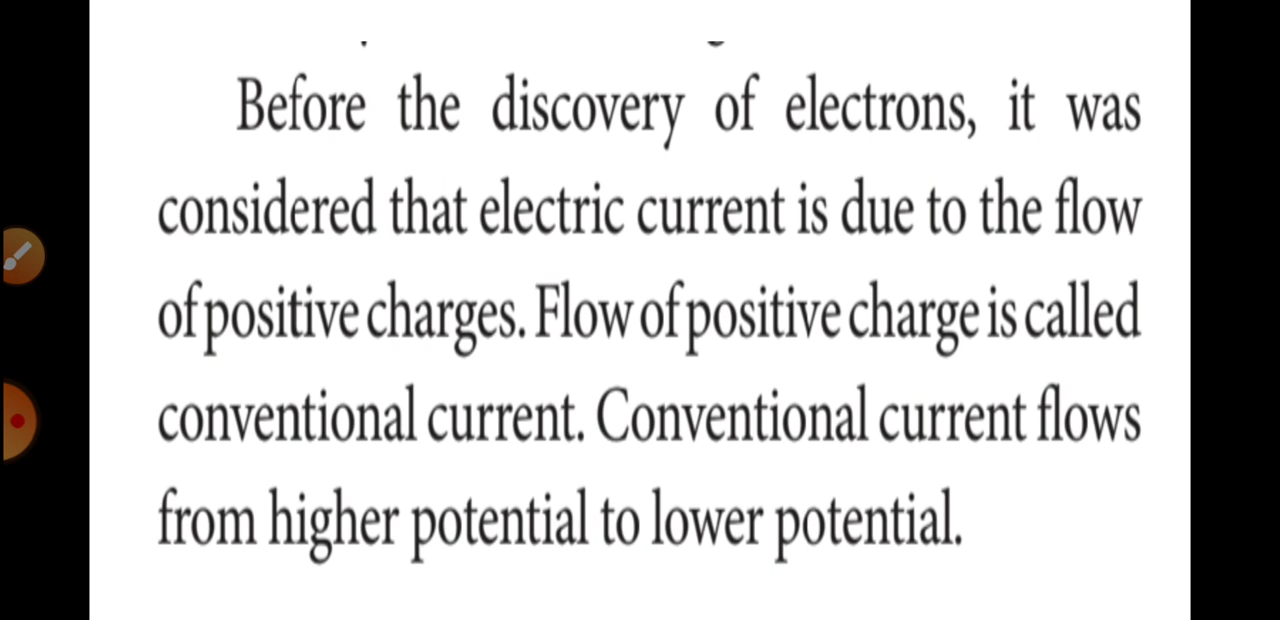 Before the discovery of electrons, it was
considered that electric current is due to the flow
of positive charges. Flow of positive charge is called
conventional current. Conventional current flows
from higher potential to lower potential.